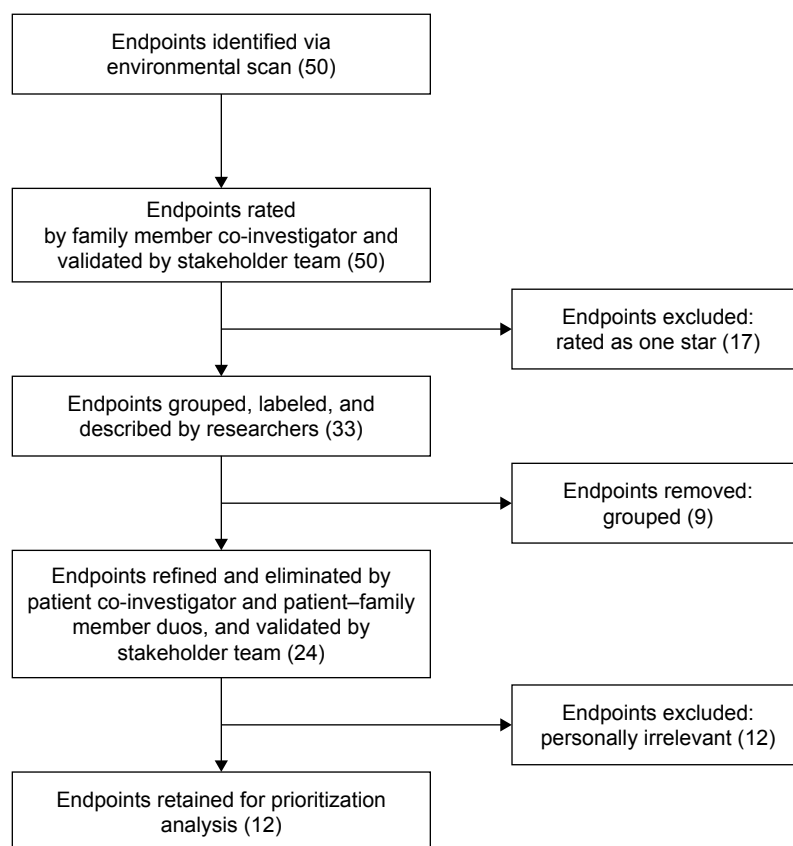 Endpoints identified via
environmental scan (50)
Endpoints rated
by family member co-investigator and
validated by stakeholder team (50)
Endpoints excluded:
rated as one star (17)
Endpoints grouped, labeled, and
described by researchers (33)
Endpoints removed:
grouped (9)
Endpoints refined and eliminated by
patient co-investigator and patient–family
member duos, and validated by
stakeholder team (24)
Endpoints excluded:
personally irrelevant (12)
Endpoints retained for prioritization
analysis (12)